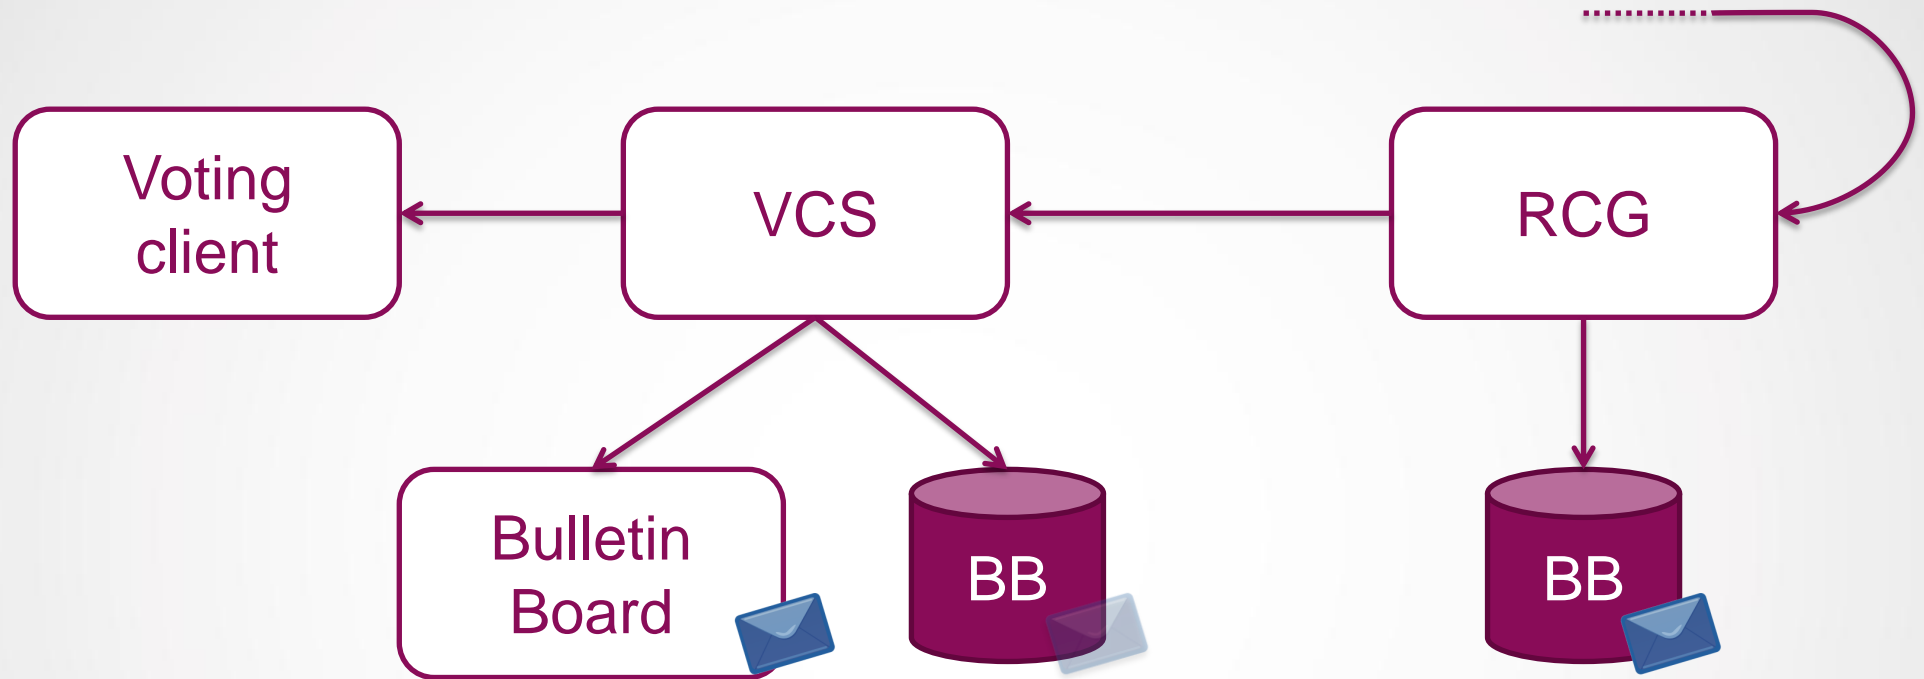 Voting
client
VCS
RCG
Bulletin
Board
BB
BB